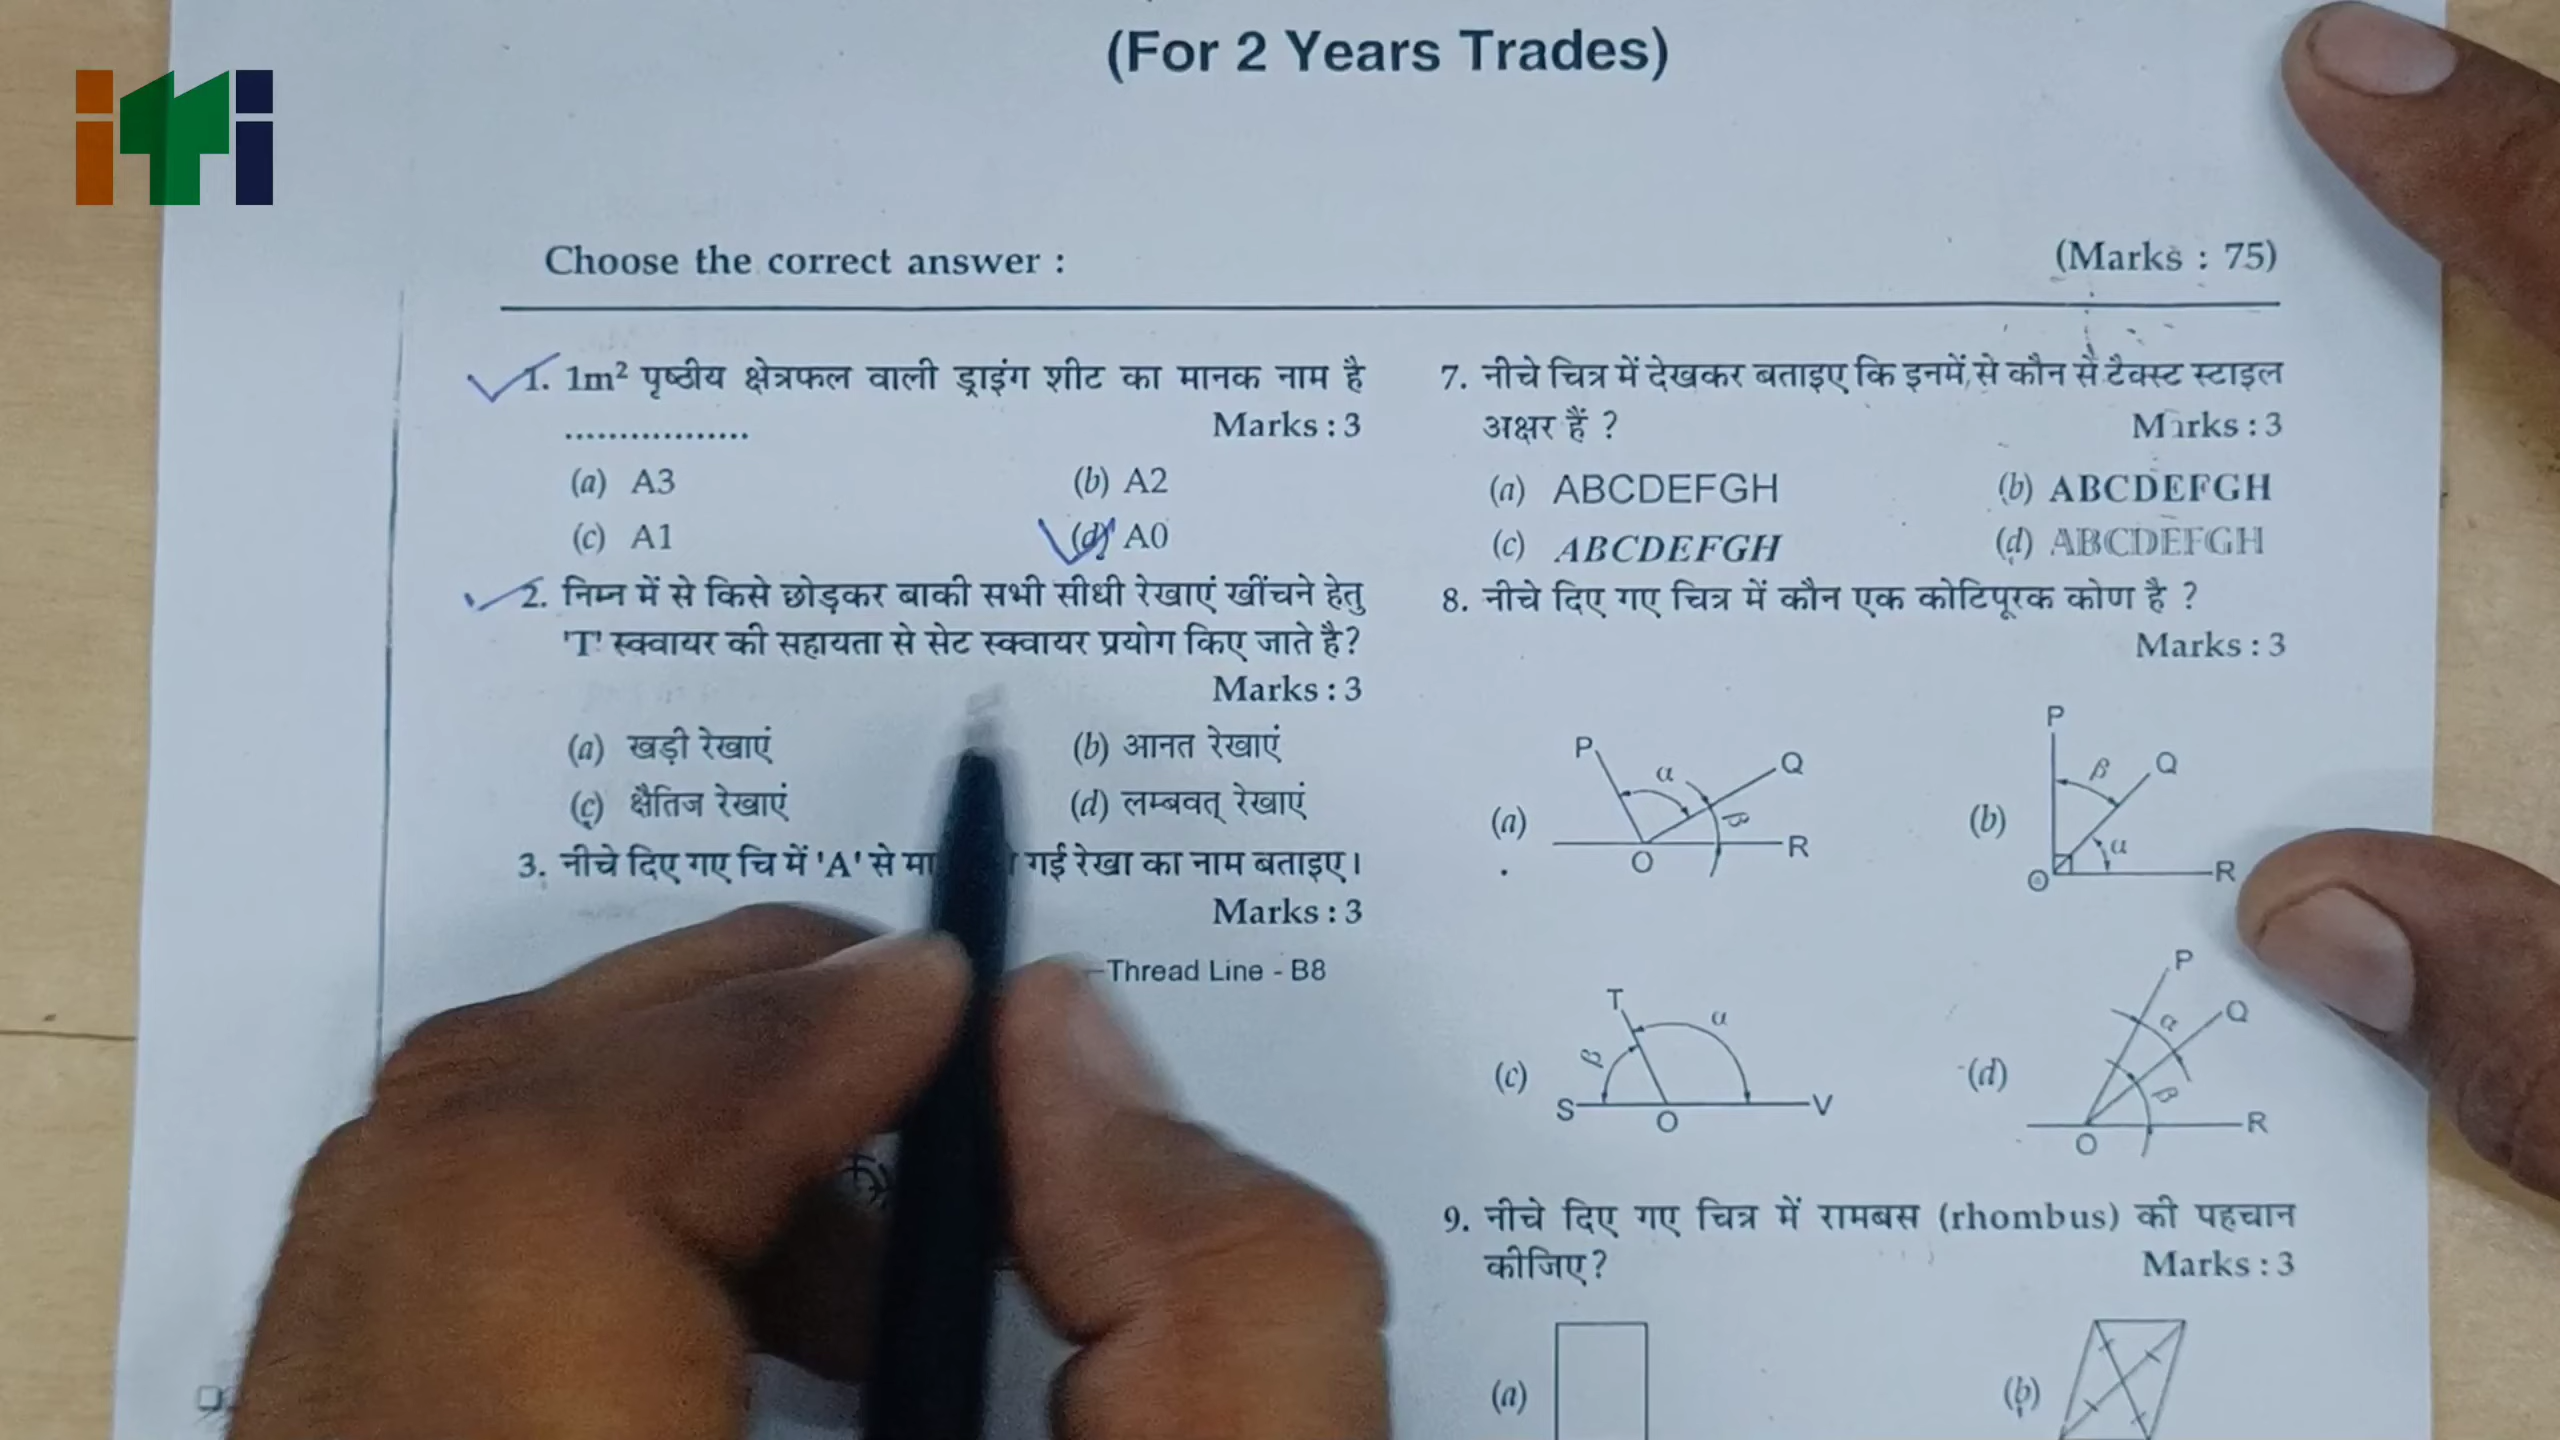 iTi
(For 2 Years Trades)
Choose the correct answer :
(Marks : 75)
1. 1m² पृष्ठीय क्षेत्रफल वाली ड्राइंग शीट का मानक नाम है
................. Marks : 3
(a) A3 (b) A2
(c) A1 (d) A0
2. निम्न में से किसे छोड़कर बाकी सभी सीधी रेखाएं खींचने हेतु
'T' स्क्वायर की सहायता से सेट स्क्वायर प्रयोग किए जाते है?
Marks : 3
(a) खड़ी रेखाएं (b) आनत रेखाएं
(c) क्षैतिज रेखाएं (d) लम्बवत् रेखाएं
3. नीचे दिए गए चि में 'A' से गई रेखा का नाम बताइए।
Marks : 3
Thread Line - B8
7. नीचे चित्र में देखकर बताइए कि इनमें से कौन से टैक्स्ट स्टाइल
अक्षर हैं ? Marks : 3
(a) ABCDEFGH (b) ABCDEFGH
(c) ABCDEFGH (d) ABCDEFGH
8. नीचे दिए गए चित्र में कौन एक कोटिपूरक कोण है ?
Marks : 3
(a) P α Q β O R
(b) P β Q α O R
(c) T α β S O V
(d) P α Q β O R
9. नीचे दिए गए चित्र में रामबस (rhombus) की पहचान
कीजिए? Marks : 3
(a) (b)